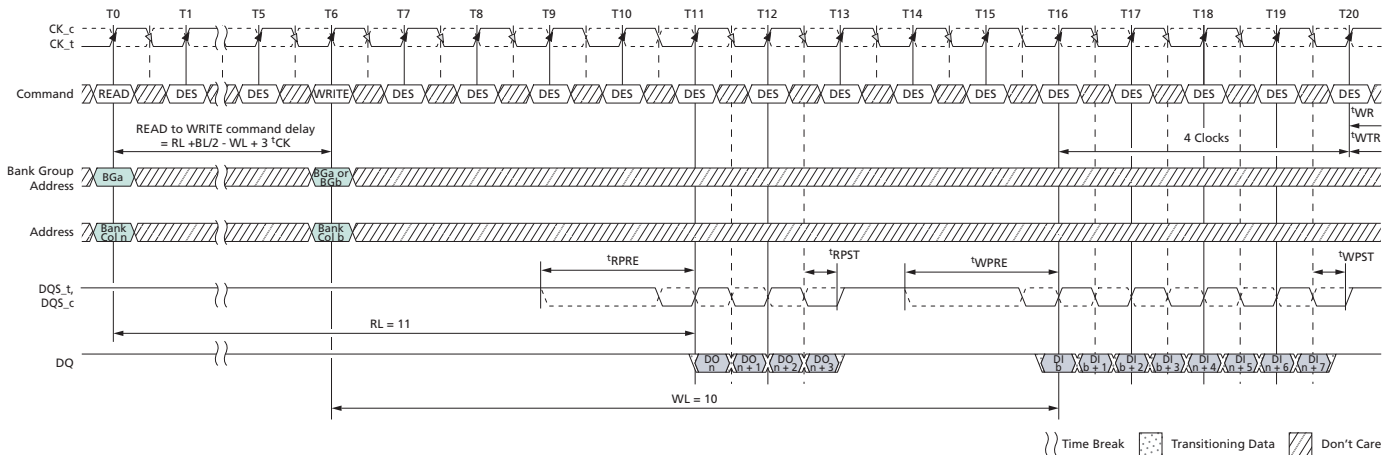 T0 T1 T5 T6 T7 T8 T9 T10 T11 T12 T13 T14 T15 T16 T17 T18 T19 T20
CK_c
CK_t
Command READ DES DES WRITE DES DES DES DES DES DES DES DES DES DES DES DES DES DES
tWR
READ to WRITE command delay
= RL +BL/2 - WL + 3 tCK
4 Clocks
tWTR
Bank Group
Address
BGa
BGa or
BGb
Address
Bank
Col n
Bank
Col b
tRPRE
tRPST
tWPRE
tWPST
DQS_t,
DQS_c
RL = 11
DQ
DO
n
DO
n + 1
DO
n + 2
DO
n + 3
DI
b
DI
b + 1
DI
b + 2
DI
b + 3
DI
n + 4
DI
n + 5
DI
n + 6
DI
n + 7
WL = 10
Time Break Transitioning Data Don't Care